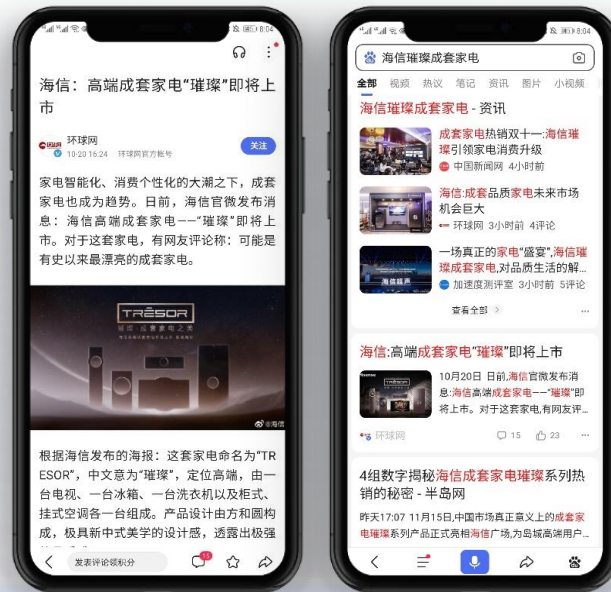 8:04
海信：高端成套家电“璀璨”即将上
市
环球网
10-20 16:24 环球网官方帐号
关注
家电智能化、消费个性化的大潮之下，成套
家电也成为趋势。日前，海信官微发布消
息：海信高端成套家电——“璀璨”即将上
市。对于这套家电，有网友评论称：可能是
有史以来最漂亮的成套家电。
TRĒSOR
璀璨·成套家电之美
@海信
根据海信发布的海报：这套家电命名为“TR
ESOR”，中文意为“璀璨”，定位高端，由一
台电视、一台冰箱、一台洗衣机以及柜式、
挂式空调各一台组成。产品设计由方和圆构
成，极具新中式美学的设计感，透露出极强
发表评论领积分
15
8:04
海信璀璨成套家电
全部 视频 热议 笔记 资讯 图片 小视频
海信璀璨成套家电 - 资讯
成套家电热销双十一:海信璀
璨引领家电消费升级
中国新闻网 4小时前
海信:成套品质家电未来市场
机会巨大
环球网 3小时前 4评论
海信璀璨
一场真正的家电“盛宴”,海信璀
璨成套家电,对品质生活的解...
加速度测评室 3小时前 5评论
查看全部
海信:高端成套家电“璀璨”即将上市
TRĒSOR
10月20日 日前,海信官微发布消
息:海信高端成套家电——“璀璨”即
将上市。对于这套家电,有网友评...
环球网
15 23
4组数字揭秘海信成套家电璀璨系列热
销的秘密 - 半岛网
昨天17:07 11月15日,中国市场真正意义上的成套家
电璀璨系列产品正式亮相海信广场,为岛城高端用户...